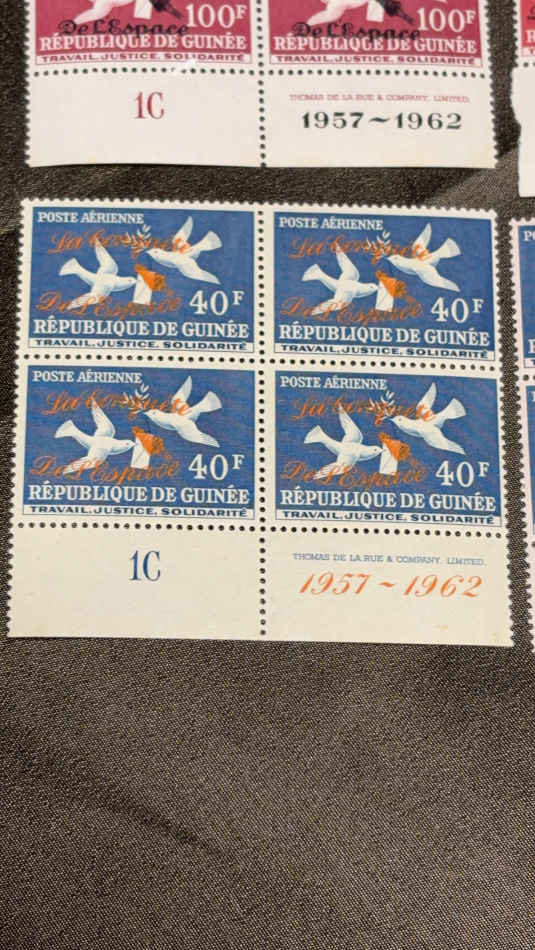 100F 100F
De L'Espace De L'Espace
RÉPUBLIQUE DE GUINÉE RÉPUBLIQUE DE GUINÉE
TRAVAIL, JUSTICE, SOLIDARITÉ TRAVAIL, JUSTICE, SOLIDARITÉ
1C THOMAS DE LA RUE & COMPANY, LIMITED.
1957~1962
POSTE AÉRIENNE POSTE AÉRIENNE
La Conquête La Conquête
De L'Espace 40F De L'Espace 40F
RÉPUBLIQUE DE GUINÉE RÉPUBLIQUE DE GUINÉE
TRAVAIL, JUSTICE, SOLIDARITÉ TRAVAIL, JUSTICE, SOLIDARITÉ
POSTE AÉRIENNE POSTE AÉRIENNE
La Conquête La Conquête
De L'Espace 40F De L'Espace 40F
RÉPUBLIQUE DE GUINÉE RÉPUBLIQUE DE GUINÉE
TRAVAIL, JUSTICE, SOLIDARITÉ TRAVAIL, JUSTICE, SOLIDARITÉ
1C THOMAS DE LA RUE & COMPANY, LIMITED.
1957~1962